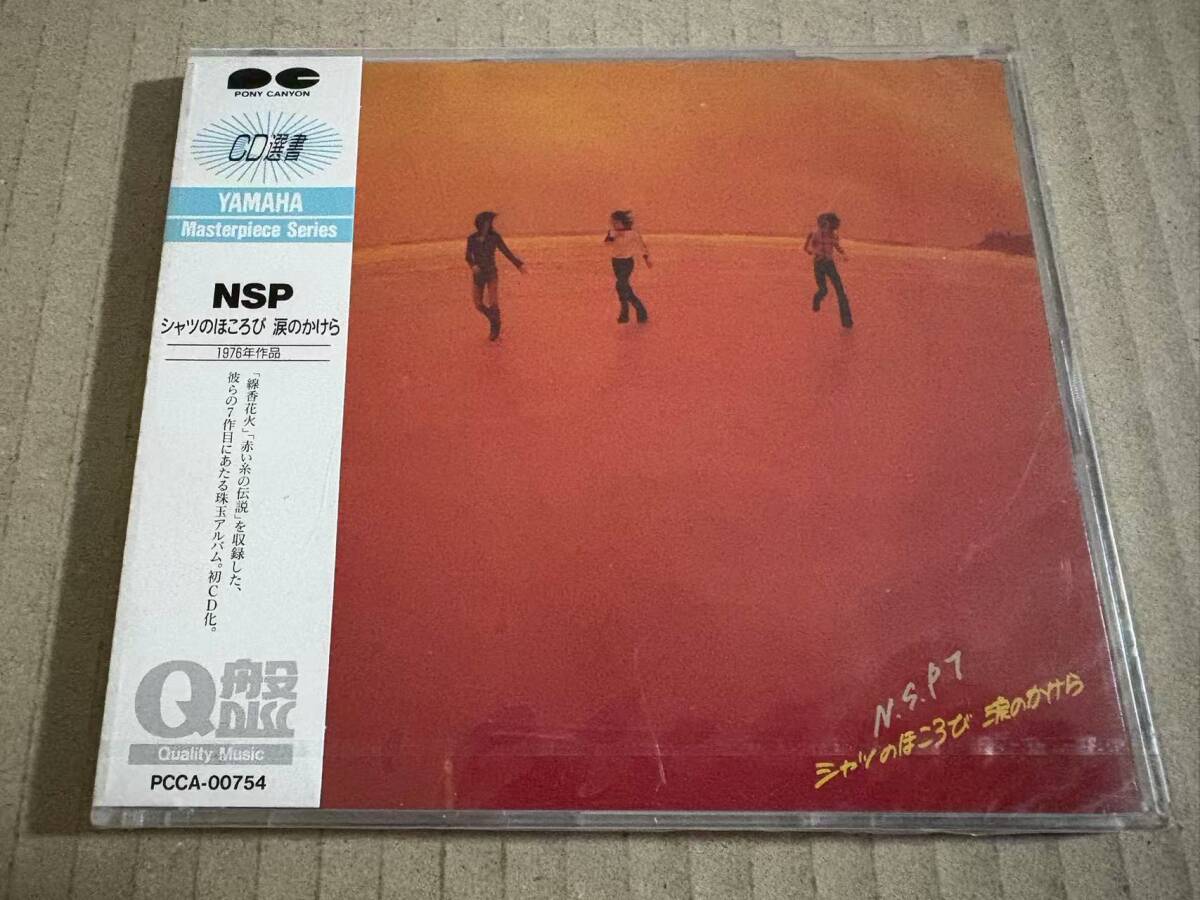 PONY CANYON
CD選書
YAMAHA
Masterpiece Series
NSP
シャツのほころび 涙のかけら
1976年作品
「線香花火」「赤い糸の伝説」を収録した、
彼らの7作目にあたる珠玉アルバム。初CD化。
Q盤
DISC
Quality Music
PCCA-00754
N.S.P 7
シャツのほころび 涙のかけら